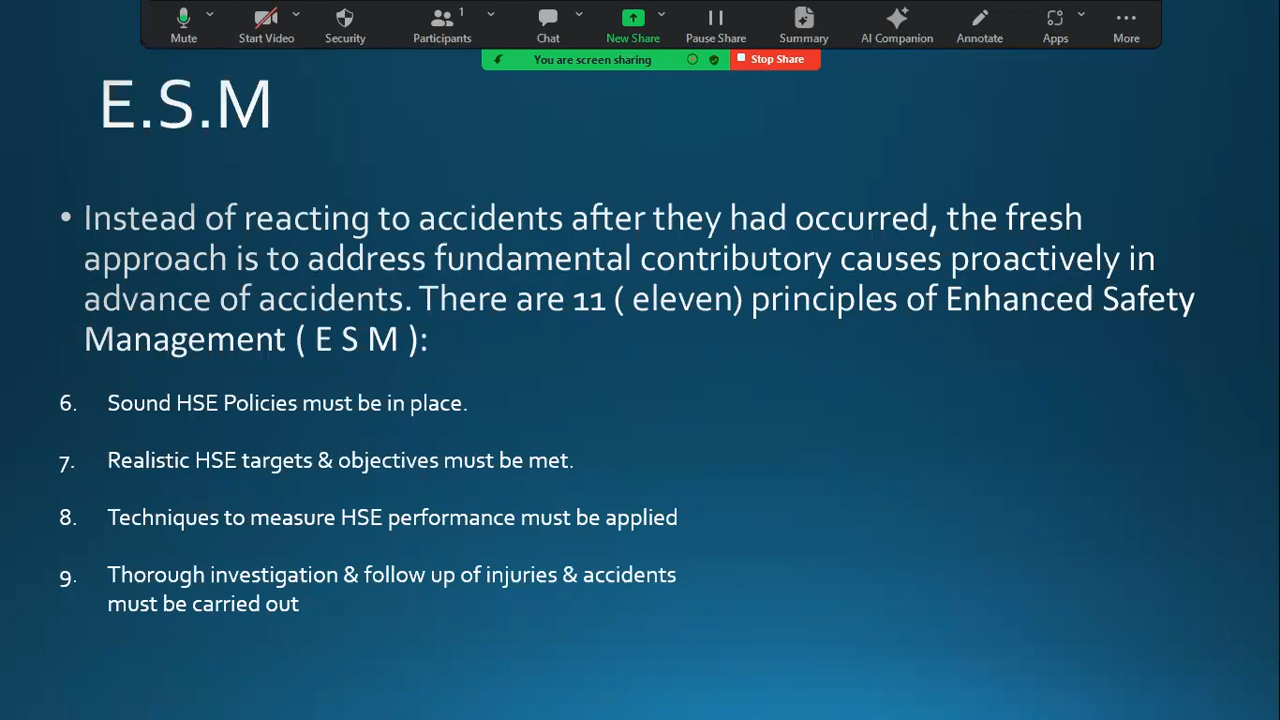 1
Mute
Start Video
Security
Participants
Chat
New Share
Pause Share
Summary
AI Companion
Annotate
Apps
More
You are screen sharing
Stop Share
E.S.M
• Instead of reacting to accidents after they had occurred, the fresh
approach is to address fundamental contributory causes proactively in
advance of accidents. There are 11 ( eleven) principles of Enhanced Safety
Management ( E S M ):
6. Sound HSE Policies must be in place.
7. Realistic HSE targets & objectives must be met.
8. Techniques to measure HSE performance must be applied
9. Thorough investigation & follow up of injuries & accidents
must be carried out